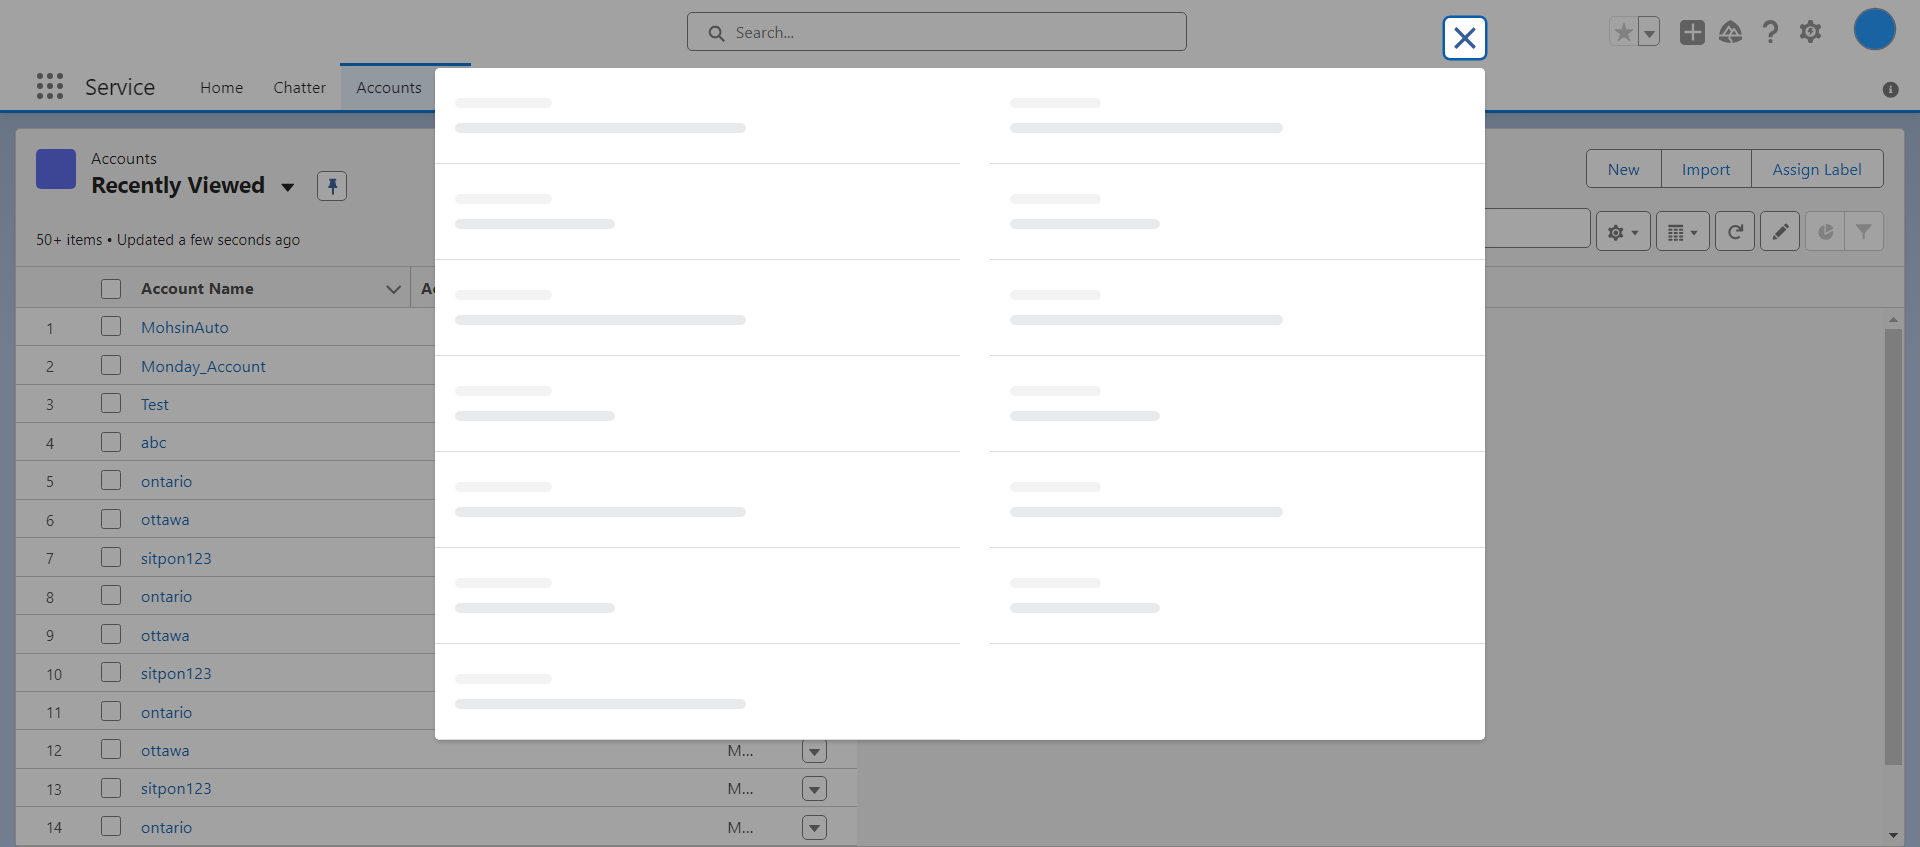 Search...
Service
Home
Chatter
Accounts
Accounts
Recently Viewed
50+ items • Updated a few seconds ago
New
Import
Assign Label
Account Name
1 MohsinAuto
2 Monday_Account
3 Test
4 abc
5 ontario
6 ottawa
7 sitpon123
8 ontario
9 ottawa
10 sitpon123
11 ontario
12 ottawa M...
13 sitpon123 M...
14 ontario M...